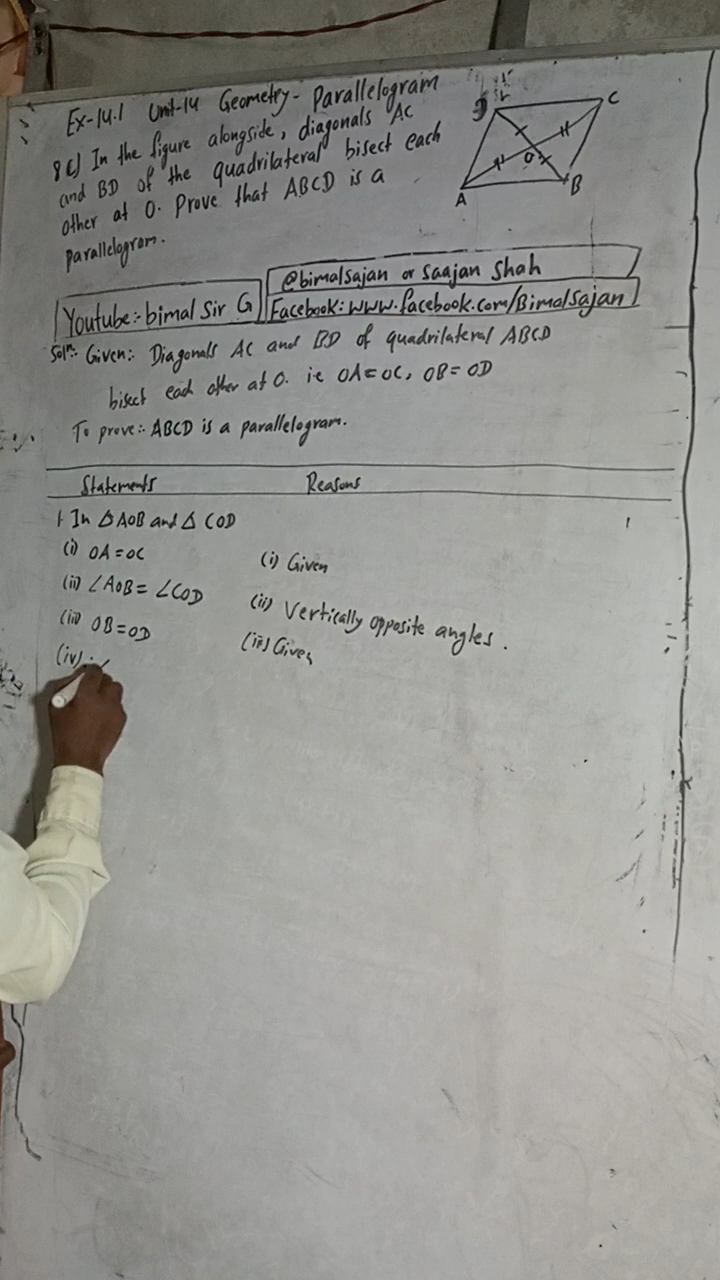 Ex-14.1 Unit-14 Geometry - Parallelogram
8 c) In the figure alongside, diagonals AC
and BD of the quadrilateral bisect each
other at O. Prove that ABCD is a
parallelogram.
D C
O
A B
Youtube:- bimal Sir G
@bimalsajan or Saajan Shah
Facebook: www.facebook.com/Bimalsajan
Solⁿ:- Given:- Diagonals AC and BD of quadrilateral ABCD
bisect each other at O. i.e OA=OC, OB=OD
To prove:- ABCD is a parallelogram.
Statements Reasons
1. In △AOB and △COD
(i) OA=OC (i) Given
(ii) ∠AOB=∠COD (ii) Vertically opposite angles.
(iii) OB=OD (iii) Given
(iv)